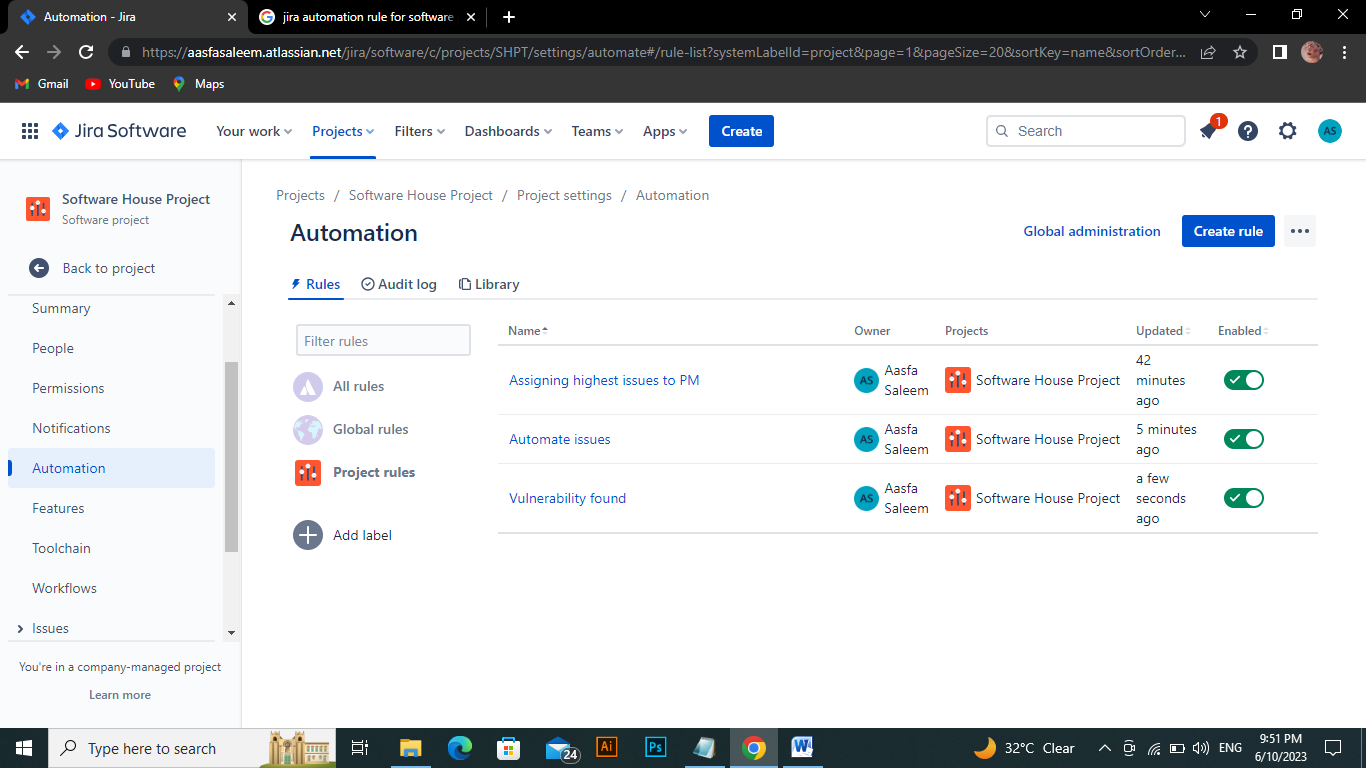 Automation - Jira
jira automation rule for software
https://aasfasaleem.atlassian.net/jira/software/c/projects/SHPT/settings/automate#/rule-list?systemLabelId=project&page=1&pageSize=20&sortKey=name&sortOrder...
Gmail YouTube Maps
Jira Software Your work Projects Filters Dashboards Teams Apps Create Search 1 AS
Software House Project
Software project
Back to project
Summary
People
Permissions
Notifications
Automation
Features
Toolchain
Workflows
Issues
You're in a company-managed project
Learn more
Projects / Software House Project / Project settings / Automation
Automation
Global administration Create rule
Rules Audit log Library
Filter rules
All rules
Global rules
Project rules
Add label
Name Owner Projects Updated Enabled
Assigning highest issues to PM AS Aasfa Saleem Software House Project 42 minutes ago
Automate issues AS Aasfa Saleem Software House Project 5 minutes ago
Vulnerability found AS Aasfa Saleem Software House Project a few seconds ago
Type here to search 24 Ai Ps W 32°C Clear ENG 9:51 PM
6/10/2023